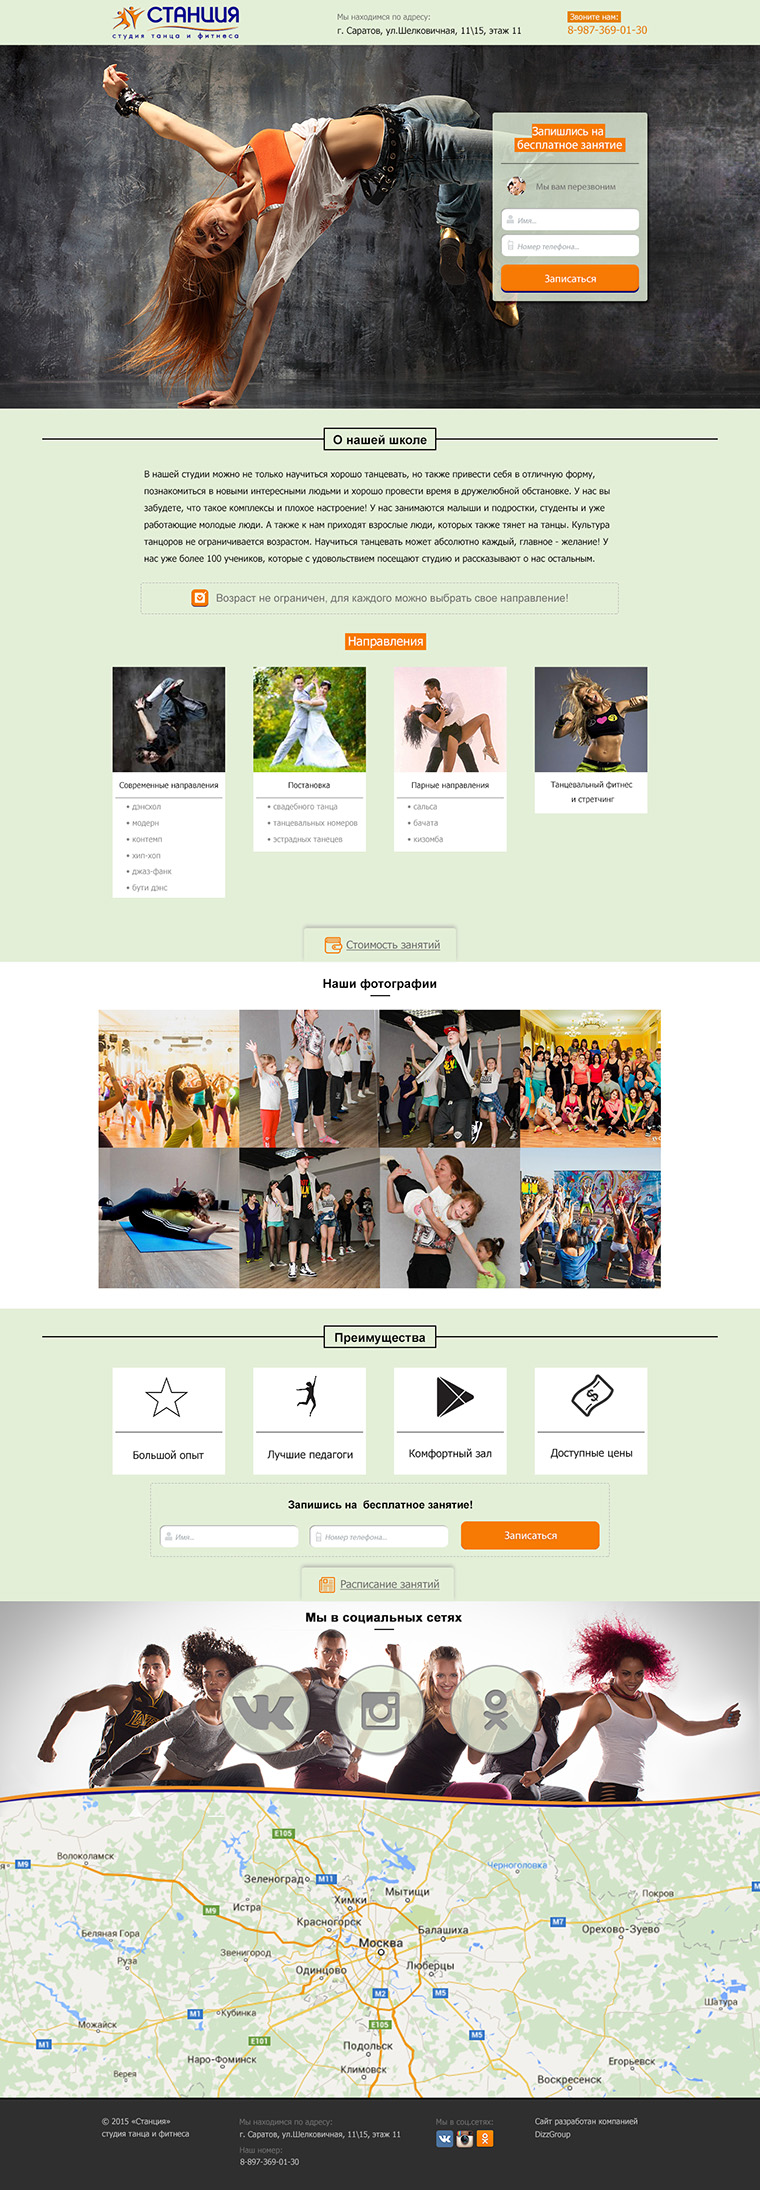 СТАНЦИЯ
студия танца и фитнеса
Мы находимся по адресу:
г. Саратов, ул.Шелковичная, 11\15, этаж 11
Звоните нам:
8-987-369-01-30
Запишлись на
бесплатное занятие
Мы вам перезвоним
Имя...
Номер телефона...
Записаться
О нашей школе
В нашей студии можно не только научиться хорошо танцевать, но также привести себя в отличную форму,
познакомиться в новыми интересными людьми и хорошо провести время в дружелюбной обстановке. У нас вы
забудете, что такое комплексы и плохое настроение! У нас занимаются малыши и подростки, студенты и уже
работающие молодые люди. А также к нам приходят взрослые люди, которых также тянет на танцы. Культура
танцоров не ограничивается возрастом. Научиться танцевать может абсолютно каждый, главное - желание! У
нас уже более 100 учеников, которые с удовольствием посещают студию и рассказывают о нас остальным.
Возраст не ограничен, для каждого можно выбрать свое направление!
Направления
Современные направления
• дэнсхол
• модерн
• контемп
• хип-хоп
• джаз-фанк
• бути дэнс
Постановка
• свадебного танца
• танцевальных номеров
• эстрадных танецев
Парные направления
• сальса
• бачата
• кизомба
Танцевальный фитнес
и стретчинг
Стоимость занятий
Наши фотографии
Преимущества
Большой опыт
Лучшие педагоги
Комфортный зал
Доступные цены
Запишись на бесплатное занятие!
Имя...
Номер телефона...
Записаться
Расписание занятий
Мы в социальных сетях
E105
Волоколамск
M9
Зеленоград
M11
Черноголовка
Мытищи
Химки
Покров
M7
Истра
M9
Красногорск
Балашиха
M7
Орехово-Зуево
Белая Гора
Москва
Звенигород
Руза
Одинцово
Люберцы
M2
M5
Шатура
Можайск
M1
Кубинка
E105
M5
M1
E101
Подольск
Наро-Фоминск
Егорьевск
Климовск
Верея
Воскресенск
© 2015 «Станция»
студия танца и фитнеса
Мы находимся по адресу:
г. Саратов, ул.Шелковичная, 11\15, этаж 11
Наш номер:
8-897-369-01-30
Мы в соц.сетях:
Сайт разработан компанией
DizzGroup